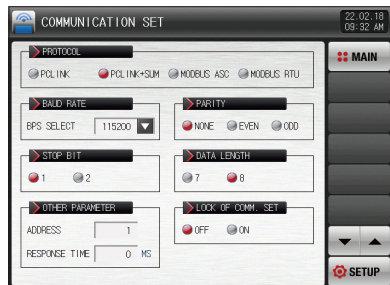 COMMUNICATION SET
22.02.18
09:32 AM
PROTOCOL
PCLINK PCLINK+SUM MODBUS ASC MODBUS RTU
MAIN
BAUD RATE
BPS SELECT 115200
PARITY
NONE EVEN ODD
STOP BIT
1 2
DATA LENGTH
7 8
OTHER PARAMETER
ADDRESS 1
RESPONSE TIME 0 MS
LOCK OF COMM. SET
OFF ON
SETUP